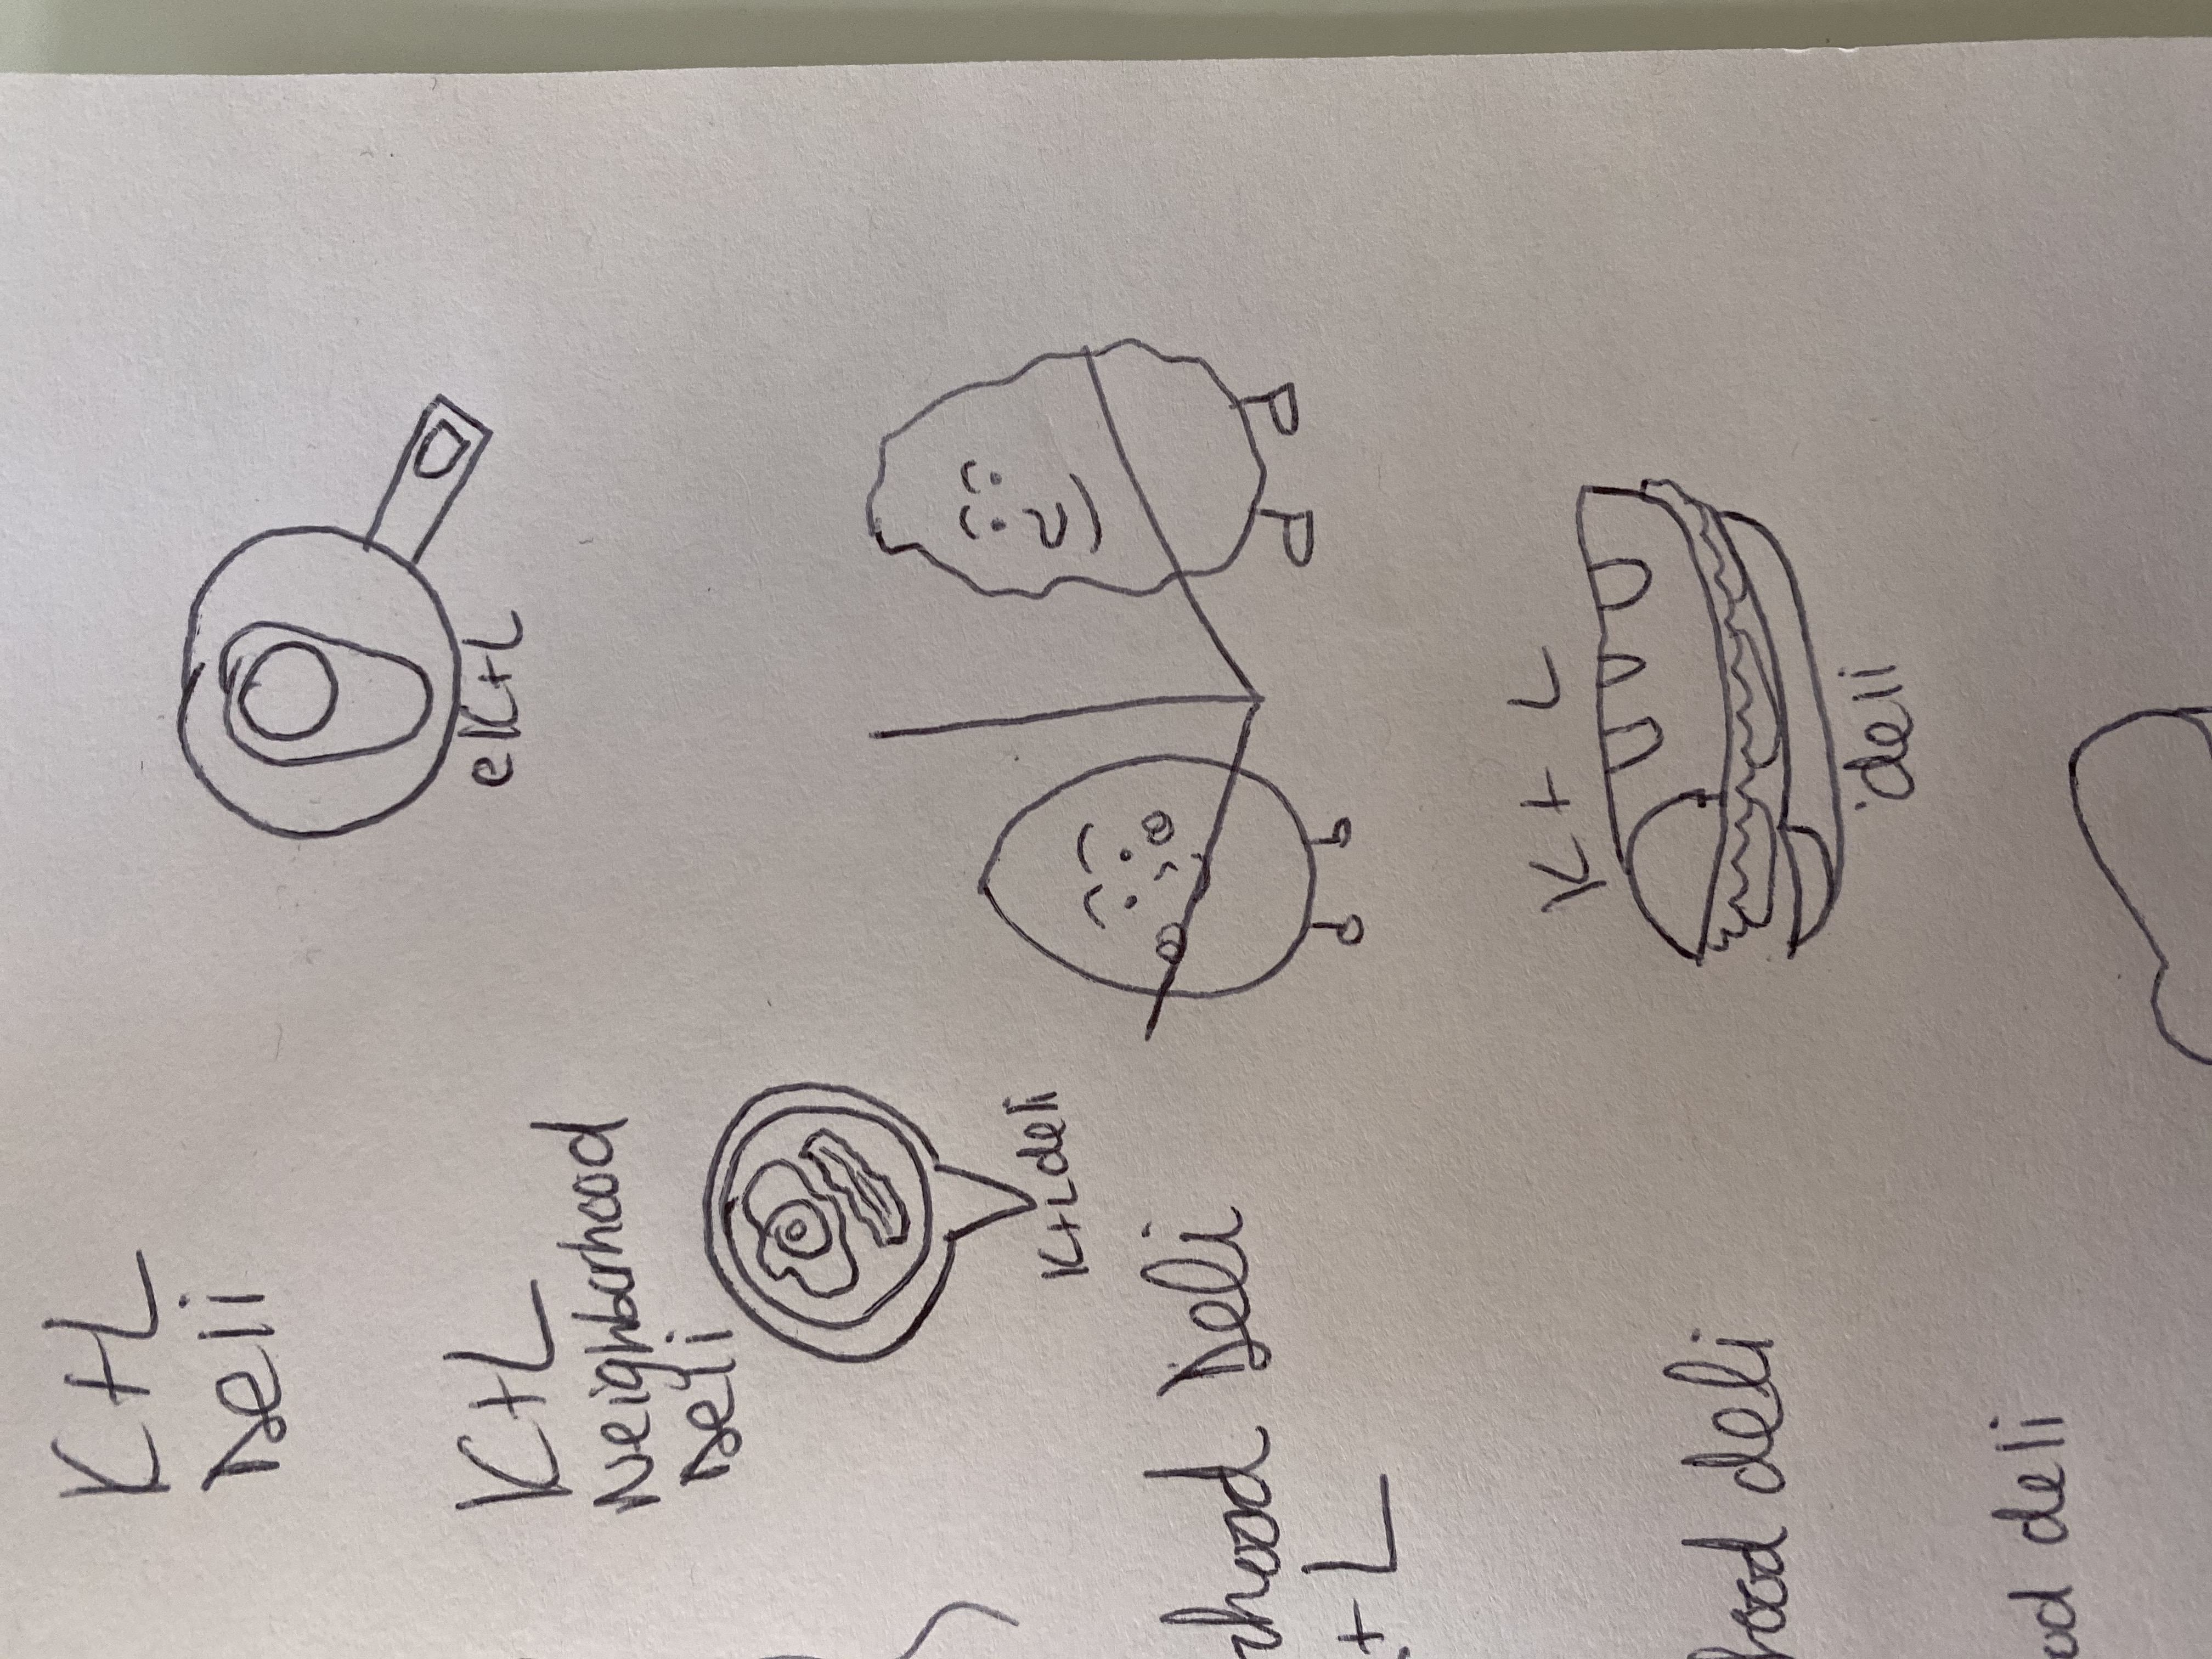 K+L
Deli
eK+L
K+L
Neighborhood
Deli
K+L deli
rhood Deli
+ L
K + L
hood deli
deli
od deli